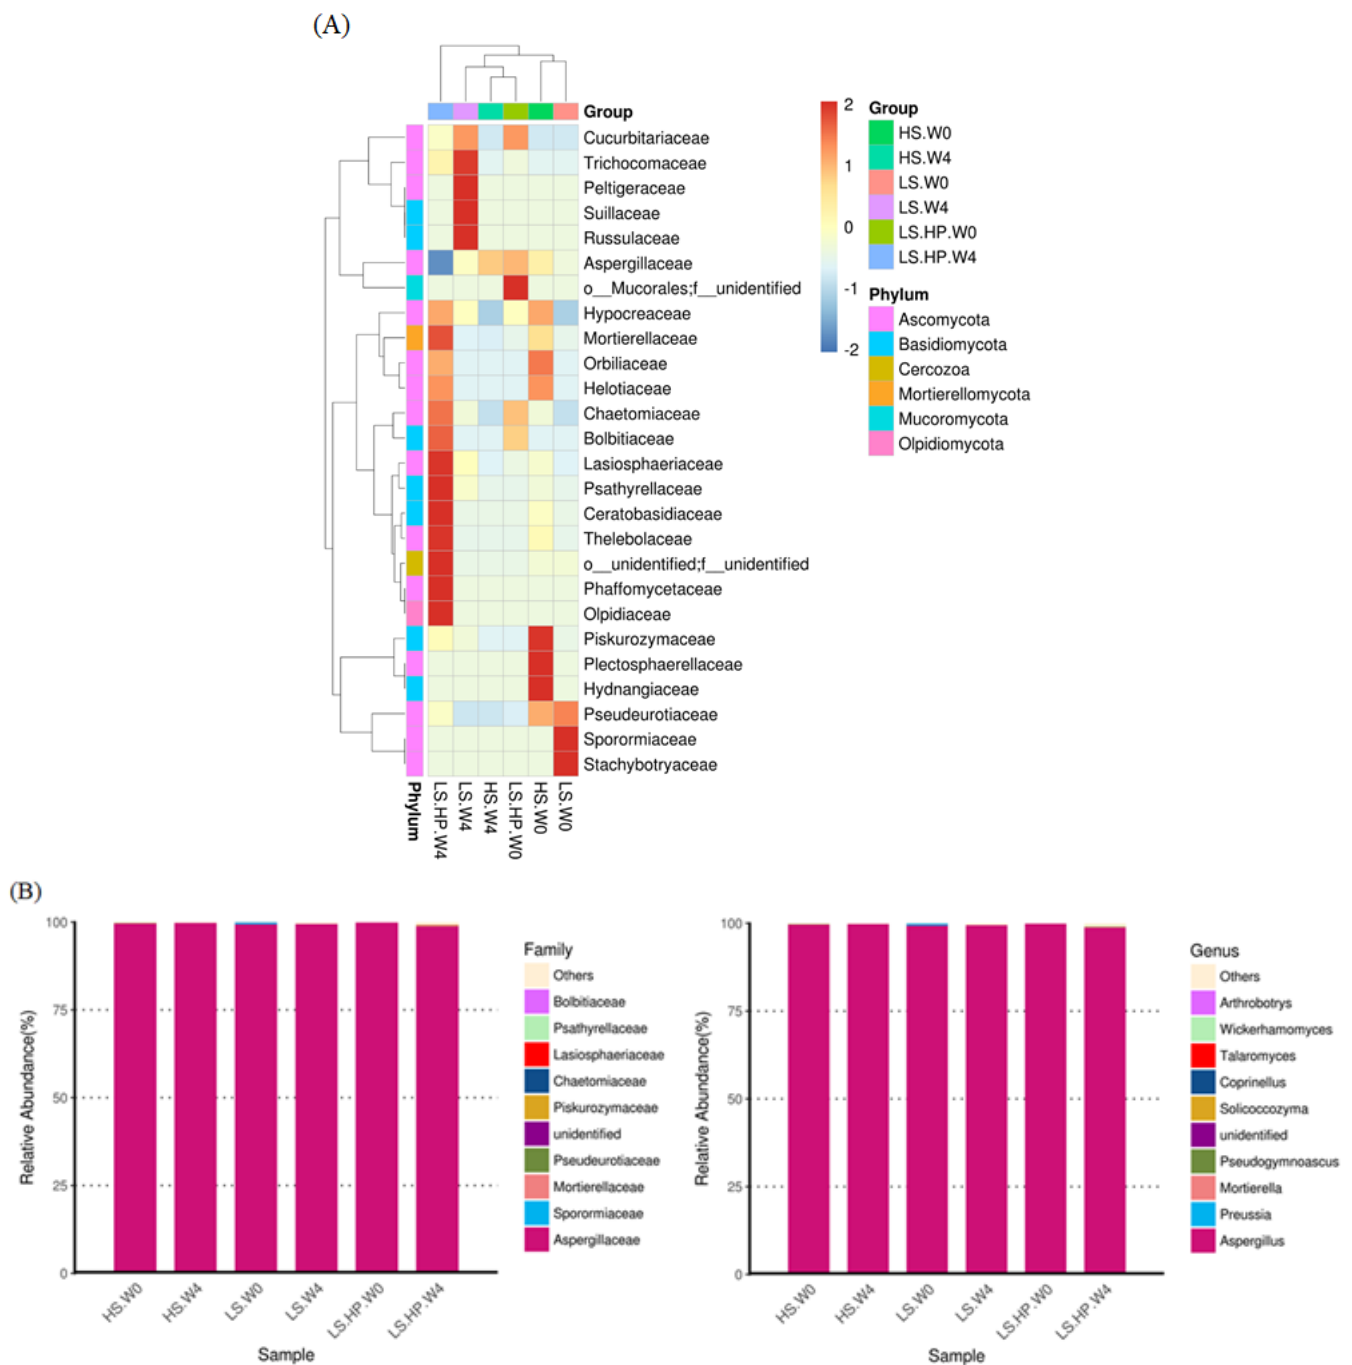 (A)
Group
Cucurbitariaceae
Trichocomaceae
Peltigeraceae
Suillaceae
Russulaceae
Aspergillaceae
o__Mucorales;f__unidentified
Hypocreaceae
Mortierellaceae
Orbiliaceae
Helotiaceae
Chaetomiaceae
Bolbitiaceae
Lasiosphaeriaceae
Psathyrellaceae
Ceratobasidiaceae
Thelebolaceae
o__unidentified;f__unidentified
Phaffomycetaceae
Olpidiaceae
Piskurozymaceae
Plectosphaerellaceae
Hydnangiaceae
Pseudeurotiaceae
Sporormiaceae
Stachybotryaceae
Phylum
LS.HP.W4
LS.W4
HS.W4
LS.HP.W0
HS.W0
LS.W0
2
1
0
-1
-2
Group
HS.W0
HS.W4
LS.W0
LS.W4
LS.HP.W0
LS.HP.W4
Phylum
Ascomycota
Basidiomycota
Cercozoa
Mortierellomycota
Mucoromycota
Olpidiomycota
(B)
Relative Abundance(%)
100
75
50
25
0
HS.W0
HS.W4
LS.W0
LS.W4
LS.HP.W0
LS.HP.W4
Sample
Family
Others
Bolbitiaceae
Psathyrellaceae
Lasiosphaeriaceae
Chaetomiaceae
Piskurozymaceae
unidentified
Pseudeurotiaceae
Mortierellaceae
Sporormiaceae
Aspergillaceae
Relative Abundance(%)
100
75
50
25
0
HS.W0
HS.W4
LS.W0
LS.W4
LS.HP.W0
LS.HP.W4
Sample
Genus
Others
Arthrobotrys
Wickerhamomyces
Talaromyces
Coprinellus
Solicoccozyma
unidentified
Pseudogymnoascus
Mortierella
Preussia
Aspergillus